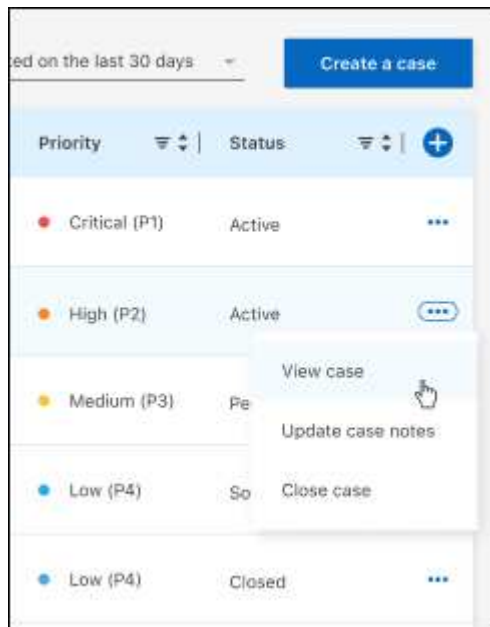 ed on the last 30 days
Create a case
Priority Status
Critical (P1) Active
High (P2) Active
View case
Medium (P3) Pe
Update case notes
Low (P4) So
Close case
Low (P4) Closed